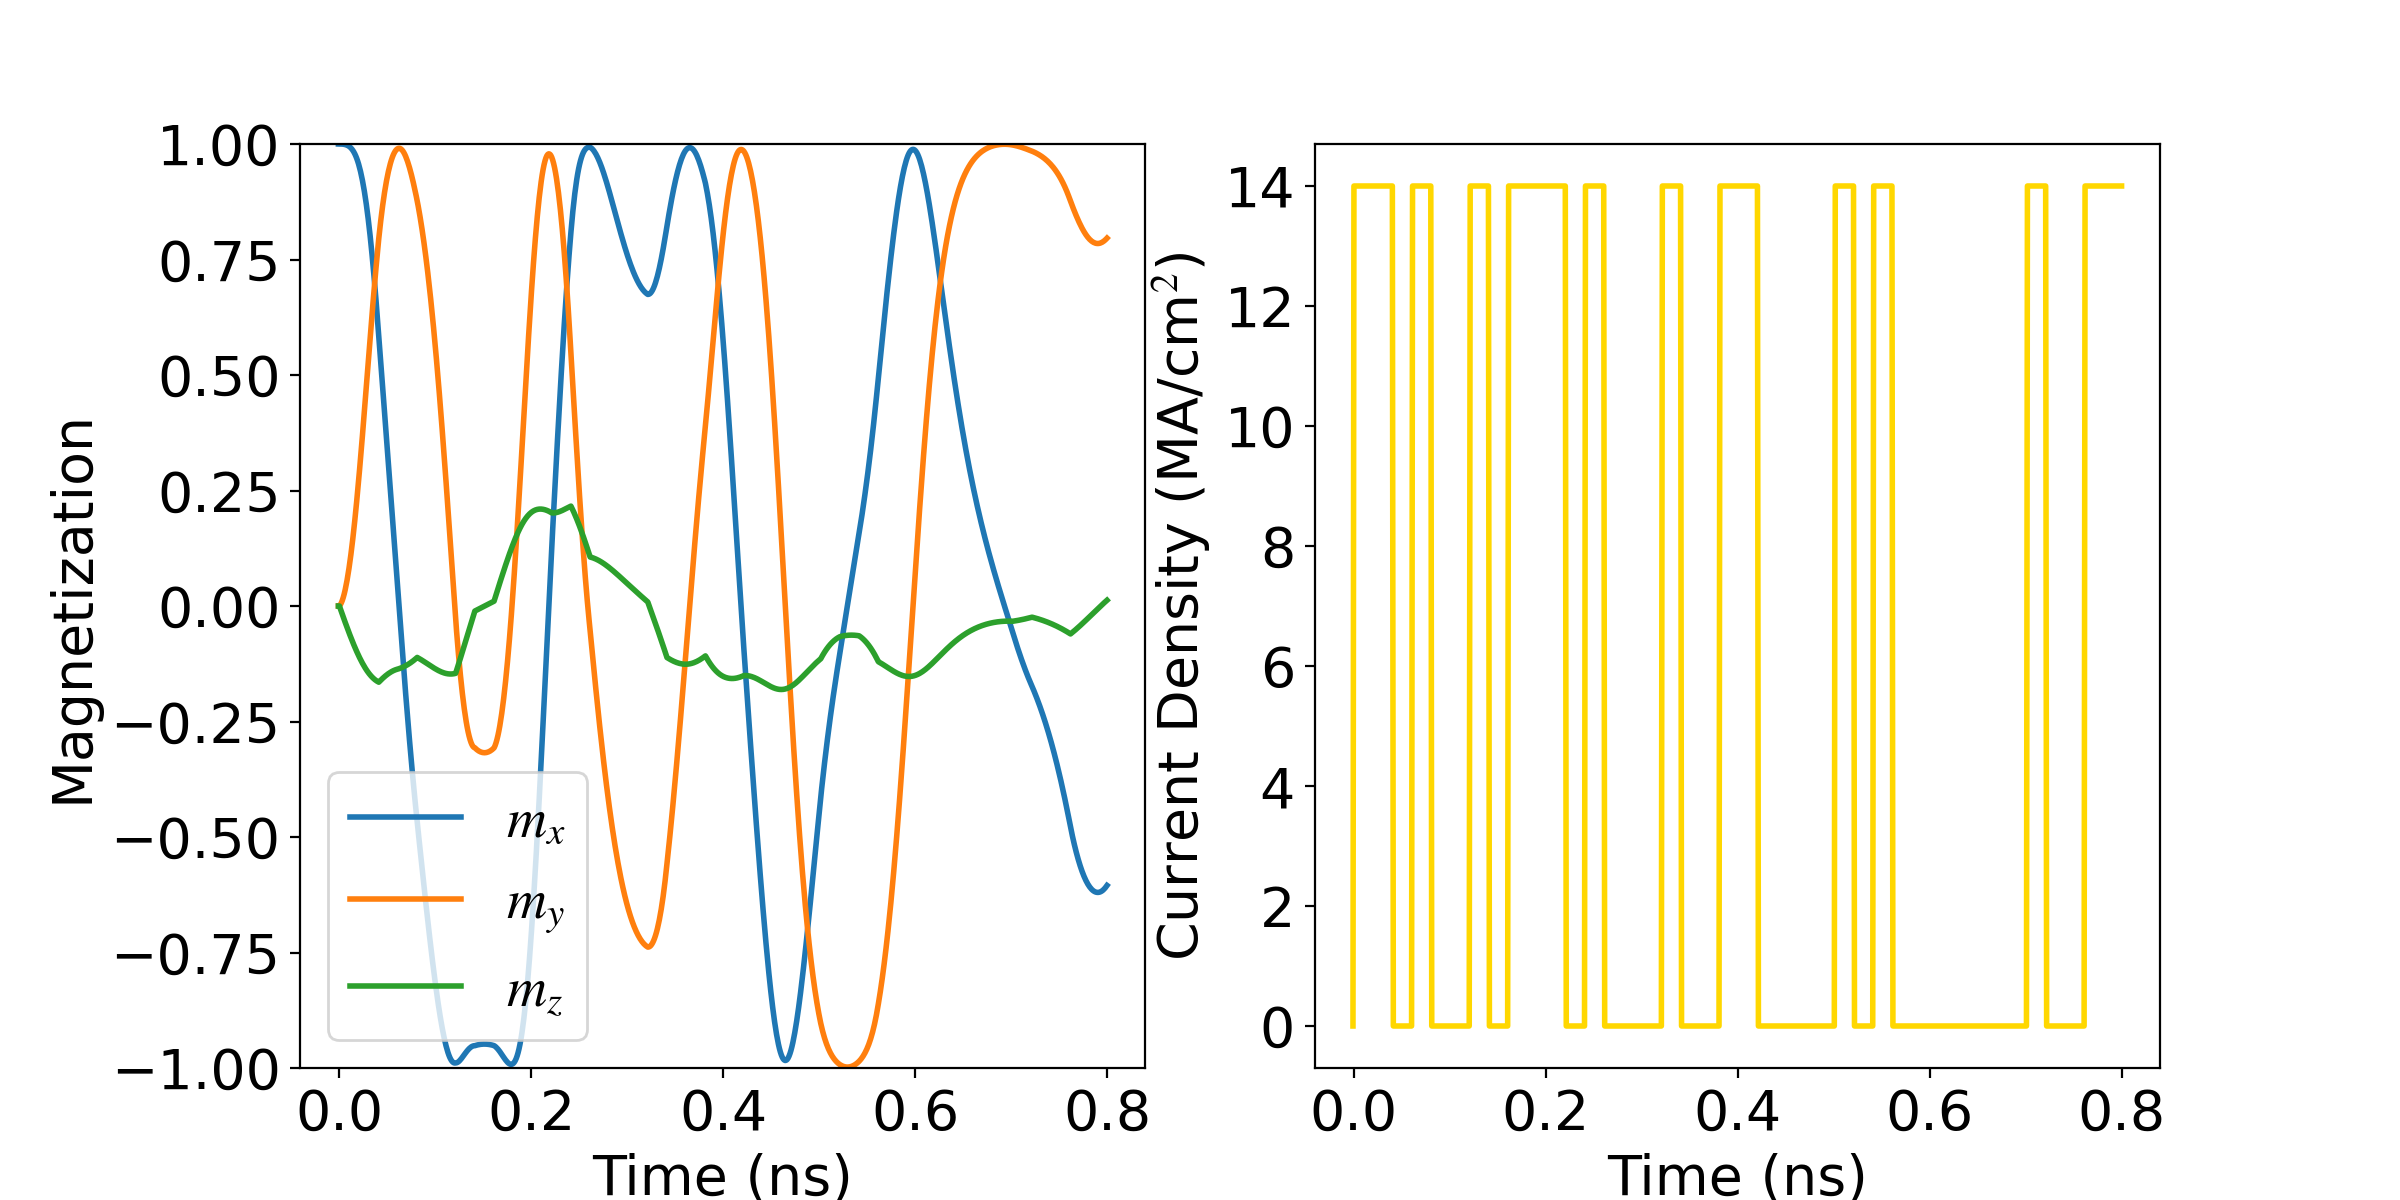 1.00
0.75
0.50
0.25
0.00
−0.25
−0.50
−0.75
−1.00
Magnetization
m_x
m_y
m_z
0.0 0.2 0.4 0.6 0.8
Time (ns)
14
12
10
8
6
4
2
0
Current Density (MA/cm²)
0.0 0.2 0.4 0.6 0.8
Time (ns)